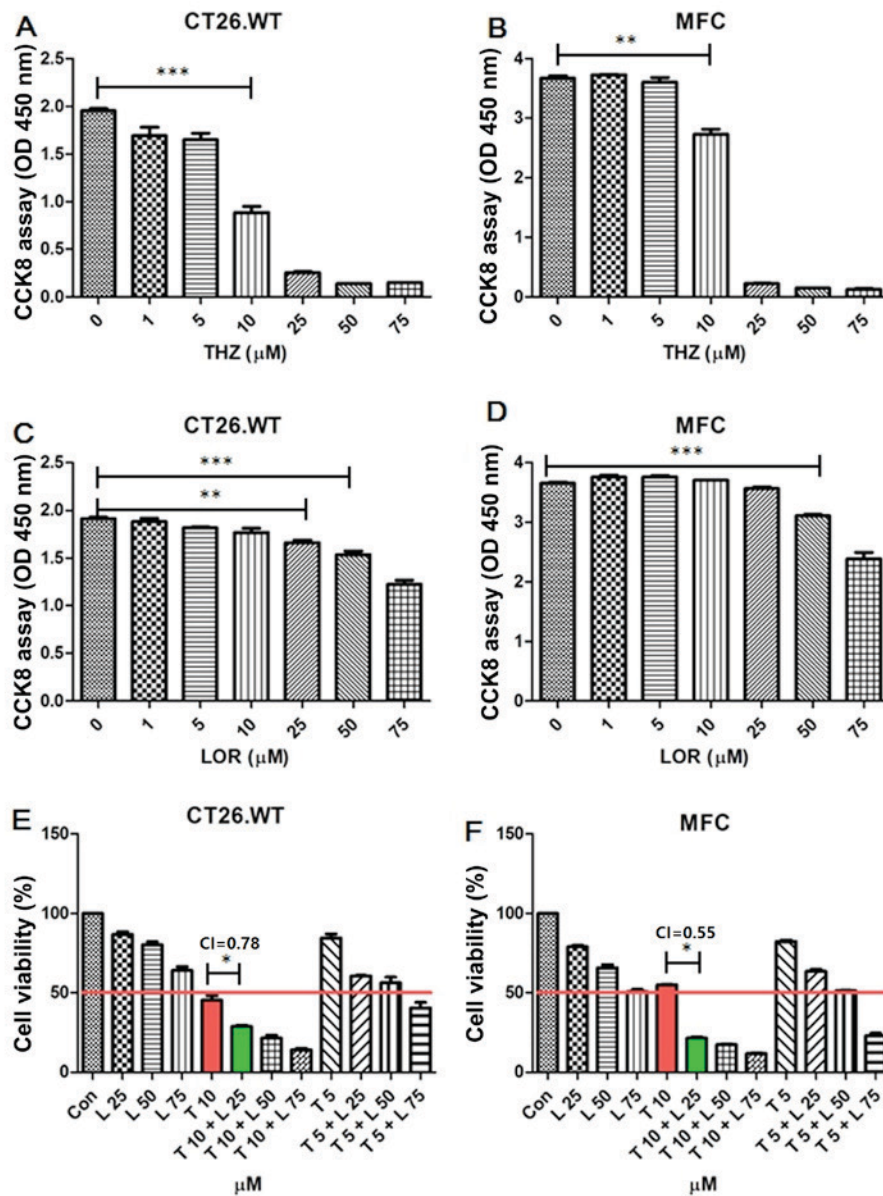 A
CT26.WT
CCK8 assay (OD 450 nm)
2.5
2.0
1.5
1.0
0.5
0.0
***
0 1 5 10 25 50 75
THZ (μM)
B
MFC
CCK8 assay (OD 450 nm)
4
3
2
1
0
**
0 1 5 10 25 50 75
THZ (μM)
C
CT26.WT
CCK8 assay (OD 450 nm)
2.5
2.0
1.5
1.0
0.5
0.0
***
**
0 1 5 10 25 50 75
LOR (μM)
D
MFC
CCK8 assay (OD 450 nm)
4
3
2
1
0
***
0 1 5 10 25 50 75
LOR (μM)
E
CT26.WT
Cell viability (%)
150
100
50
0
CI=0.78
*
Con L 25 L 50 L 75 T 10 T 10 + L 25 T 10 + L 50 T 10 + L 75 T 5 T 5 + L 25 T 5 + L 50 T 5 + L 75
μM
F
MFC
Cell viability (%)
150
100
50
0
CI=0.55
*
Con L 25 L 50 L 75 T 10 T 10 + L 25 T 10 + L 50 T 10 + L 75 T 5 T 5 + L 25 T 5 + L 50 T 5 + L 75
μM